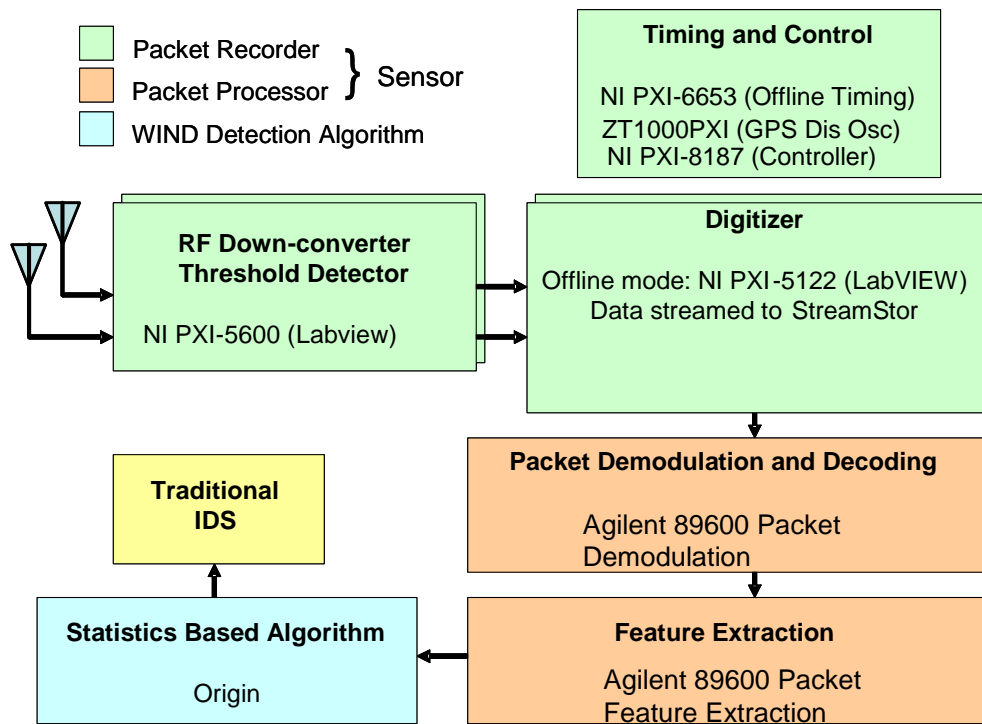 Packet Recorder
Packet Processor
} Sensor
WIND Detection Algorithm
Timing and Control
NI PXI-6653 (Offline Timing)
ZT1000PXI (GPS Dis Osc)
NI PXI-8187 (Controller)
RF Down-converter
Threshold Detector
NI PXI-5600 (Labview)
Digitizer
Offline mode: NI PXI-5122 (LabVIEW)
Data streamed to StreamStor
Packet Demodulation and Decoding
Agilent 89600 Packet
Demodulation
Traditional
IDS
Statistics Based Algorithm
Origin
Feature Extraction
Agilent 89600 Packet
Feature Extraction